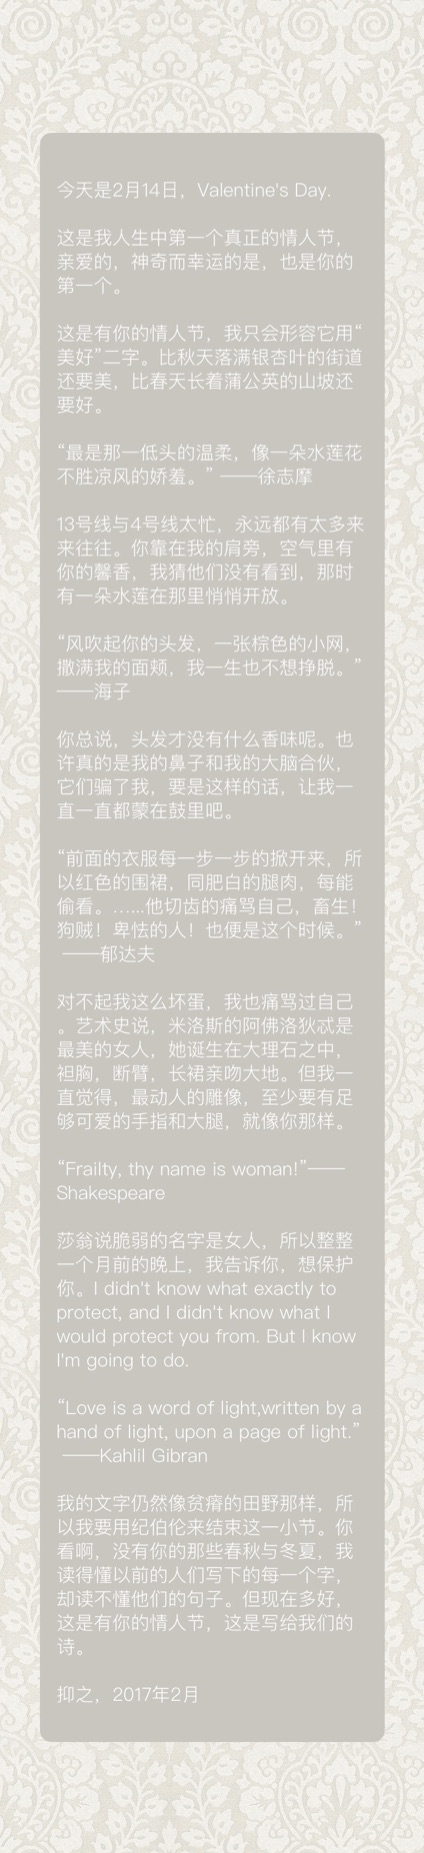 今天是2月14日，Valentine's Day.
这是我人生中第一个真正的情人节，
亲爱的，神奇而幸运的是，也是你的
第一个。
这是有你的情人节，我只会形容它用“
美好”二字。比秋天落满银杏叶的街道
还要美，比春天长着蒲公英的山坡还
要好。
“最是那一低头的温柔，像一朵水莲花
不胜凉风的娇羞。” ——徐志摩
13号线与4号线太忙，永远都有太多来
来往往。你靠在我的肩旁，空气里有
你的馨香，我猜他们没有看到，那时
有一朵水莲在那里悄悄开放。
“风吹起你的头发，一张棕色的小网，
撒满我的面颊，我一生也不想挣脱。”
——海子
你总说，头发才没有什么香味呢。也
许真的是我的鼻子和我的大脑合伙，
它们骗了我，要是这样的话，让我一
直一直都蒙在鼓里吧。
“前面的衣服每一步一步的掀开来，所
以红色的围裙，同肥白的腿肉，每能
偷看。…...他切齿的痛骂自己，畜生！
狗贼！卑怯的人！也便是这个时候。”
——郁达夫
对不起我这么坏蛋，我也痛骂过自己
。艺术史说，米洛斯的阿佛洛狄忒是
最美的女人，她诞生在大理石之中，
袒胸，断臂，长裙亲吻大地。但我一
直觉得，最动人的雕像，至少要有足
够可爱的手指和大腿，就像你那样。
“Frailty, thy name is woman!”——
Shakespeare
莎翁说脆弱的名字是女人，所以整整
一个月前的晚上，我告诉你，想保护
你。I didn't know what exactly to
protect, and I didn't know what I
would protect you from. But I know
I'm going to do.
“Love is a word of light,written by a
hand of light, upon a page of light.”
——Kahlil Gibran
我的文字仍然像贫瘠的田野那样，所
以我要用纪伯伦来结束这一小节。你
看啊，没有你的那些春秋与冬夏，我
读得懂以前的人们写下的每一个字，
却读不懂他们的句子。但现在多好，
这是有你的情人节，这是写给我们的
诗。
抑之，2017年2月